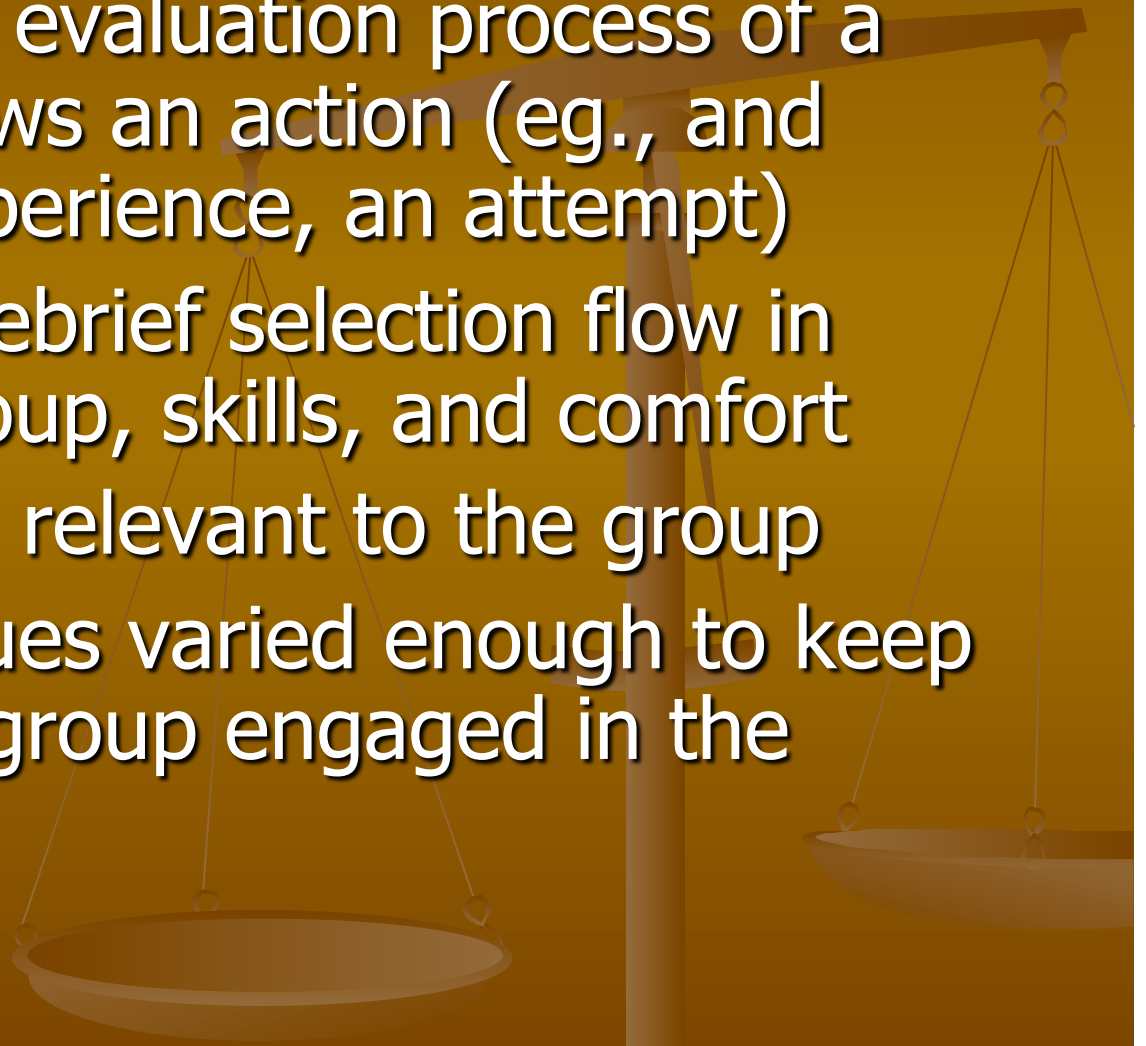 evaluation process of a
ws an action (eg., and
perience, an attempt)
ebrief selection flow in
oup, skills, and comfort
relevant to the group
ues varied enough to keep
group engaged in the